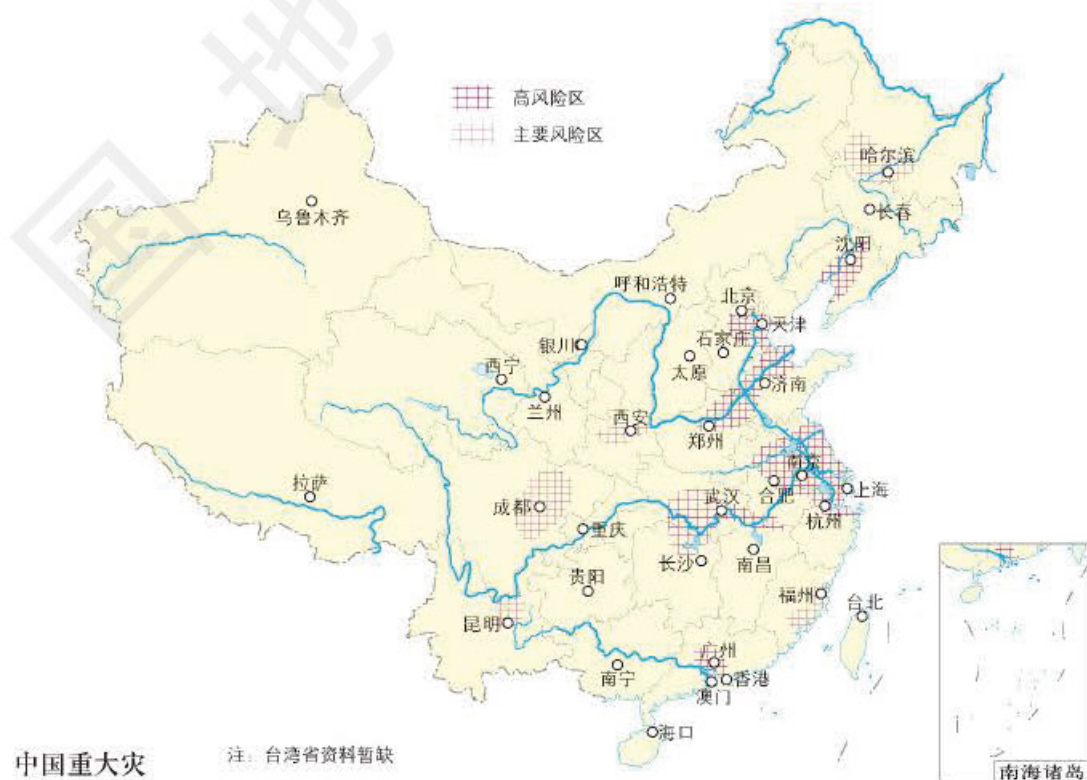 国地
高风险区
主要风险区
哈尔滨
长春
乌鲁木齐
沈阳
呼和浩特
北京
天津
银川
石家庄
太原
西宁
济南
兰州
西安
郑州
南京
拉萨
成都
武汉
合肥
上海
杭州
重庆
长沙
南昌
贵阳
福州
台北
昆明
广州
南宁
香港
澳门
海口
中国重大灾
注: 台湾省资料暂缺
南海诸岛